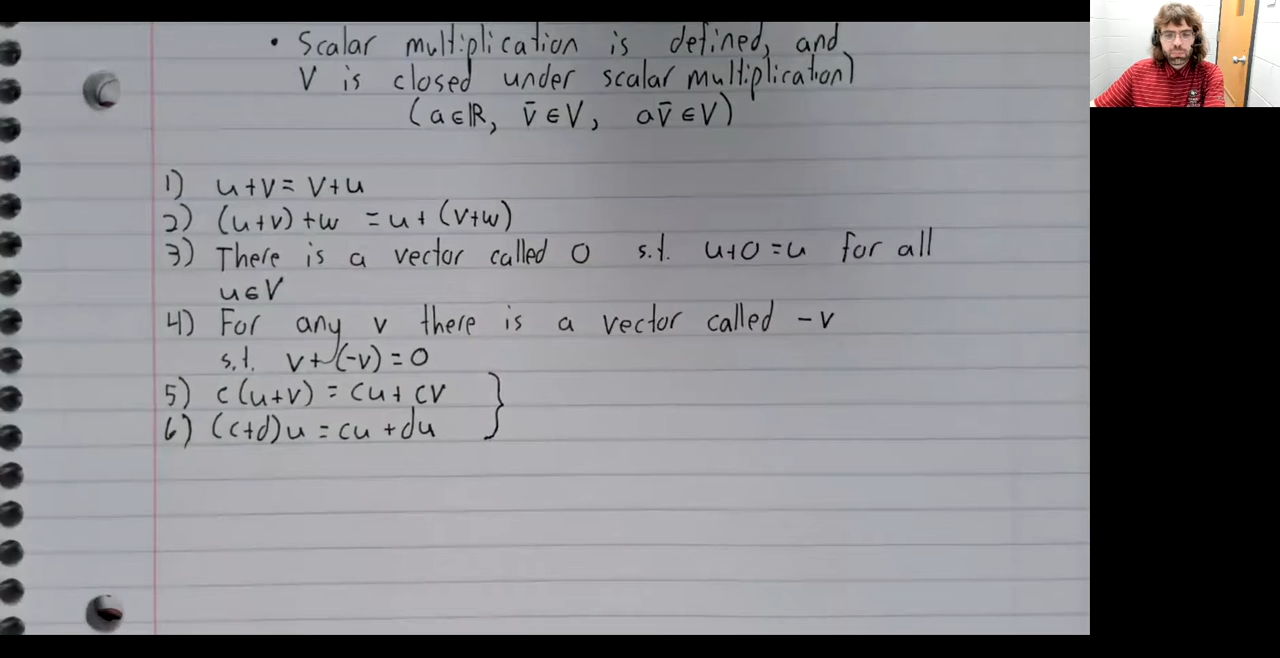 • Scalar multiplication is defined, and
V is closed under scalar multiplication)
(a∈ℝ, v̄∈V, av̄∈V)
1) u+v = v+u
2) (u+v)+w = u+(v+w)
3) There is a vector called 0 s.t. u+0=u for all
u∈V
4) For any v there is a vector called -v
s.t. v+(-v)=0
5) c(u+v) = cu+cv }
6) (c+d)u = cu+du